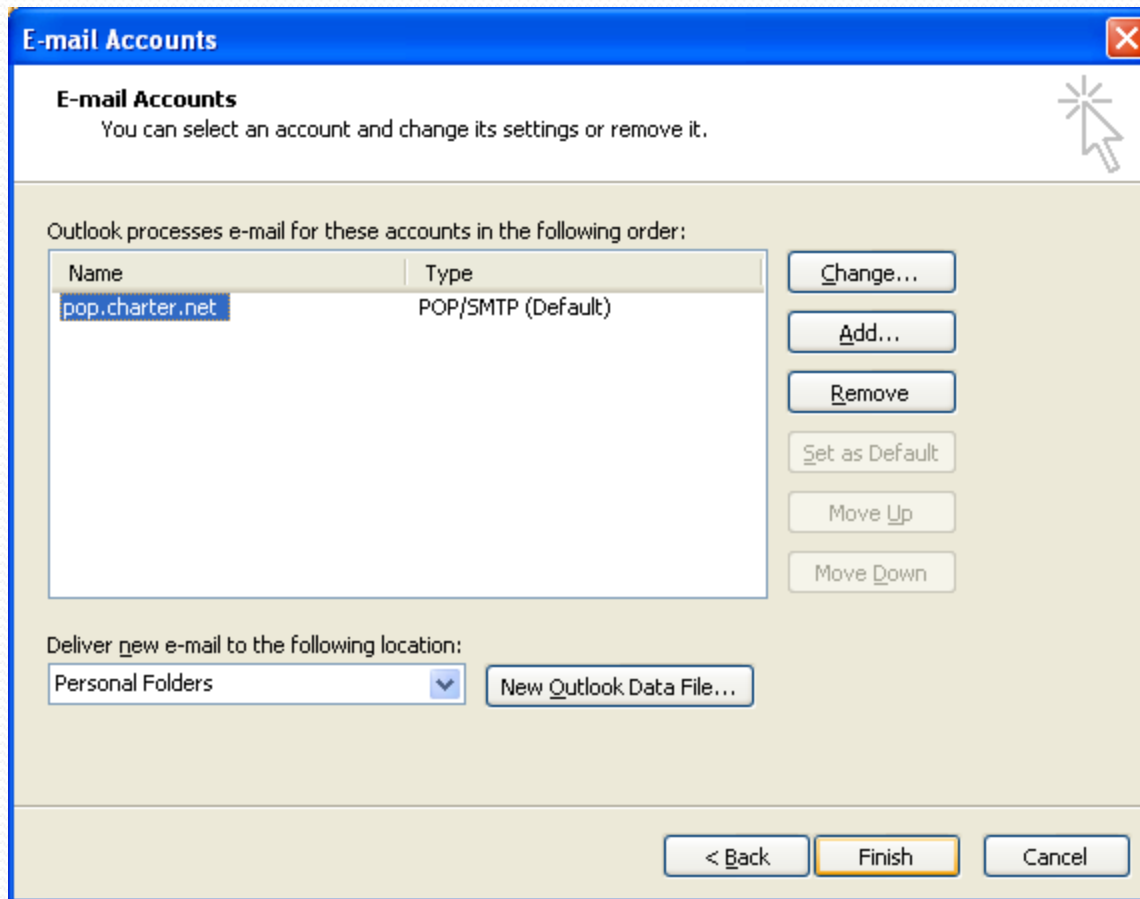 E-mail Accounts
E-mail Accounts
You can select an account and change its settings or remove it.
Outlook processes e-mail for these accounts in the following order:
Name Type
pop.charter.net POP/SMTP (Default)
Change...
Add...
Remove
Set as Default
Move Up
Move Down
Deliver new e-mail to the following location:
Personal Folders New Outlook Data File...
< Back Finish Cancel